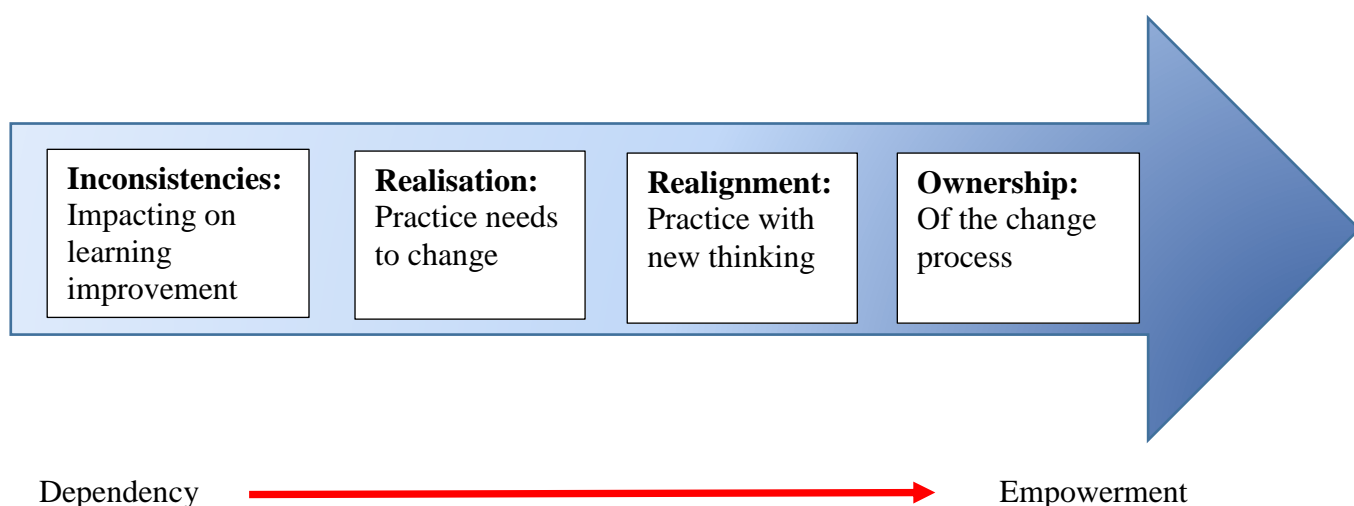 Inconsistencies:
Impacting on
learning
improvement
Realisation:
Practice needs
to change
Realignment:
Practice with
new thinking
Ownership:
Of the change
process
Dependency
Empowerment